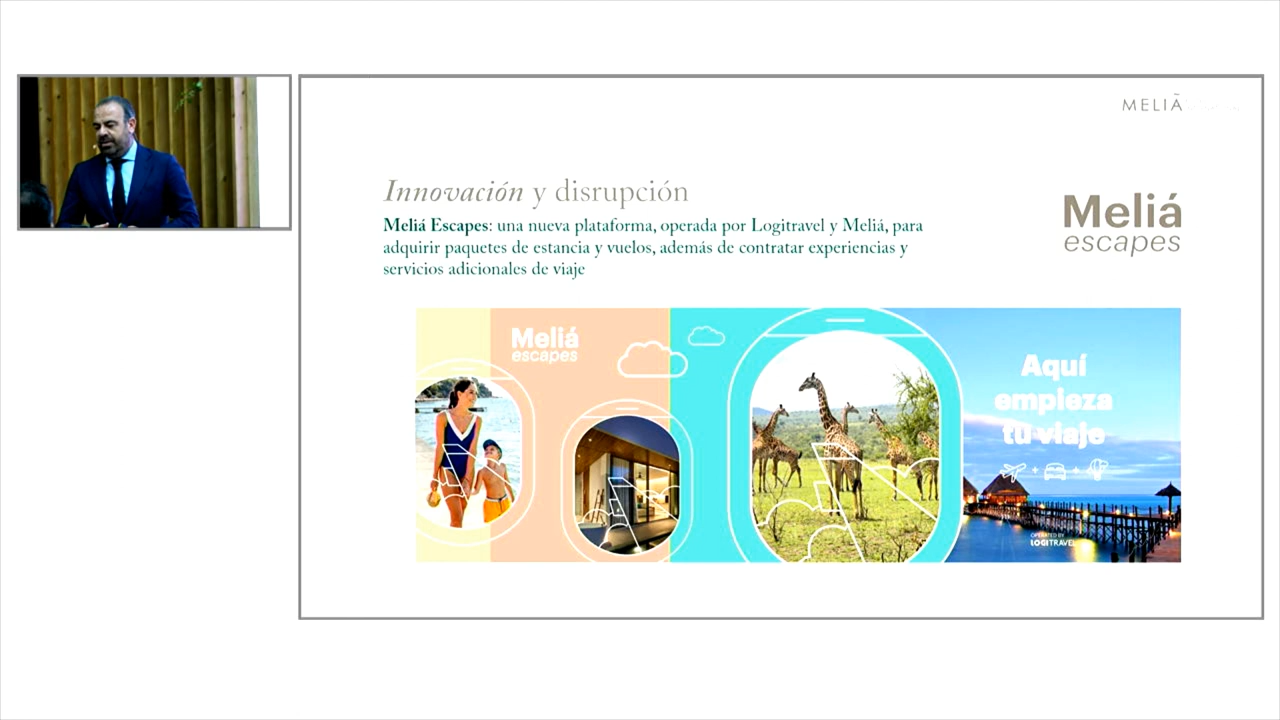 MELIÃ
Innovación y disrupción
Meliá Escapes: una nueva plataforma, operada por Logitravel y Meliá, para
adquirir paquetes de estancia y vuelos, además de contratar experiencias y
servicios adicionales de viaje
Meliá
escapes
Meliá
escapes
Aquí
empieza
tu viaje
OPERATED BY
LOGITRAVEL